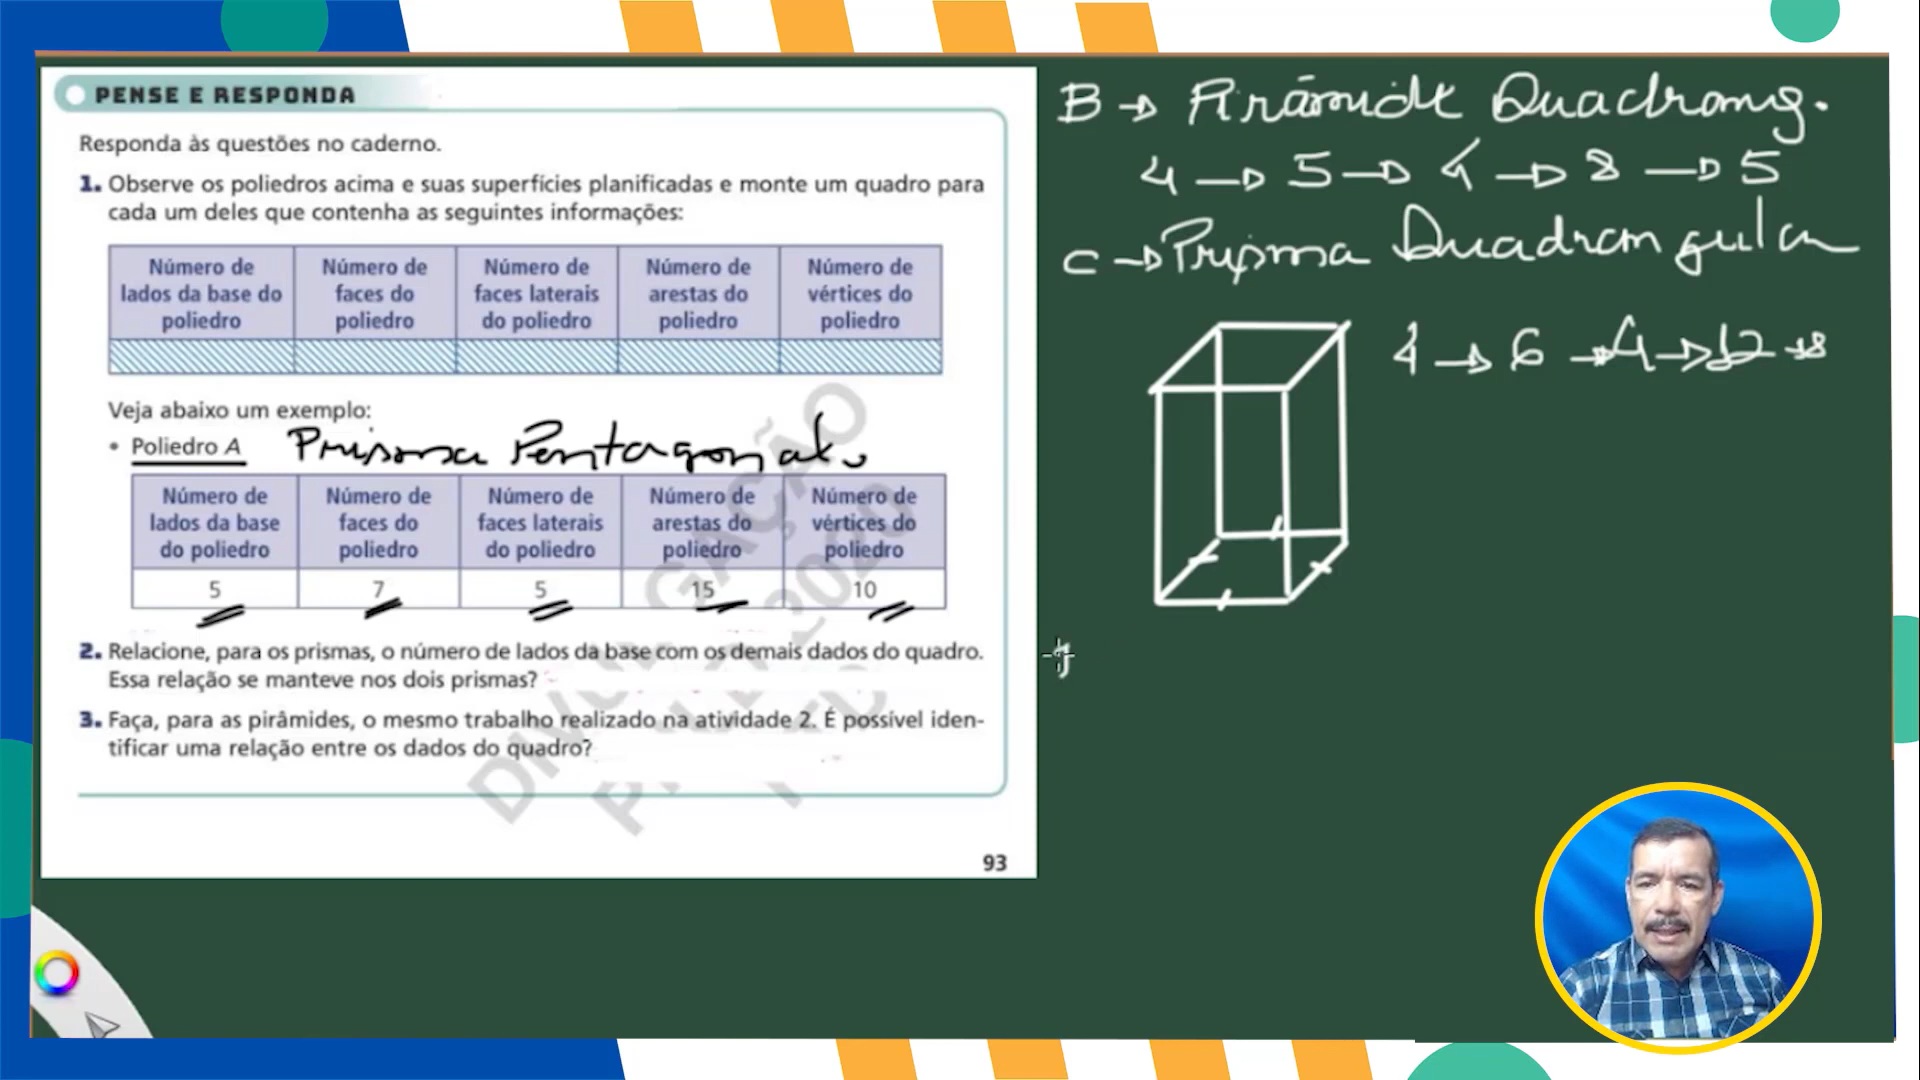 PENSE E RESPONDA
Responda às questões no caderno.
1. Observe os poliedros acima e suas superfícies planificadas e monte um quadro para
cada um deles que contenha as seguintes informações:
Número de lados da base do poliedro
Número de faces do poliedro
Número de faces laterais do poliedro
Número de arestas do poliedro
Número de vértices do poliedro
Veja abaixo um exemplo:
• Poliedro A Prisma Pentagonal.
Número de lados da base do poliedro
Número de faces do poliedro
Número de faces laterais do poliedro
Número de arestas do poliedro
Número de vértices do poliedro
5 7 5 15 10
2. Relacione, para os prismas, o número de lados da base com os demais dados do quadro.
Essa relação se manteve nos dois prismas?
3. Faça, para as pirâmides, o mesmo trabalho realizado na atividade 2. É possível iden-
tificar uma relação entre os dados do quadro?
93
DIVULGAÇÃO
2020
B → Pirâmide Quadrang.
4 → 5 → 4 → 8 → 5
C → Prisma Quadrangular
4 → 6 → 4 → 12 → 8